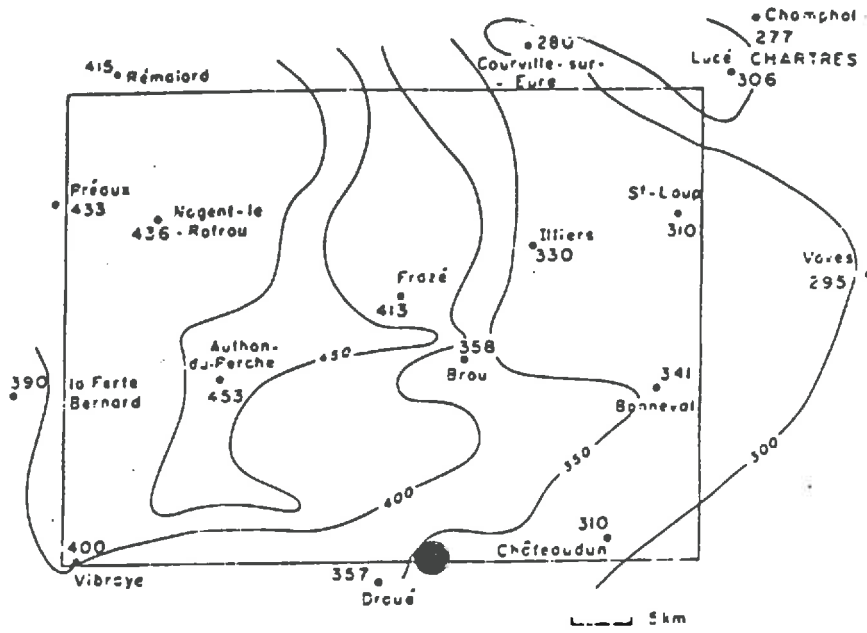 Champhol
277
280
Courville-sur-
-Eure
Lucé CHARTRES
306
415
Rémalard
Préaux
433
Nogent-le
436 -Rotrou
St-Loup
310
Illiers
330
Voves
295
Frazé
413
Authon-
du-Perche
453
450
358
Brou
390
la Ferte
Bernard
341
Bonneval
350
300
400
310
Châteaudun
400
Vibraye
357
Droué
5 km